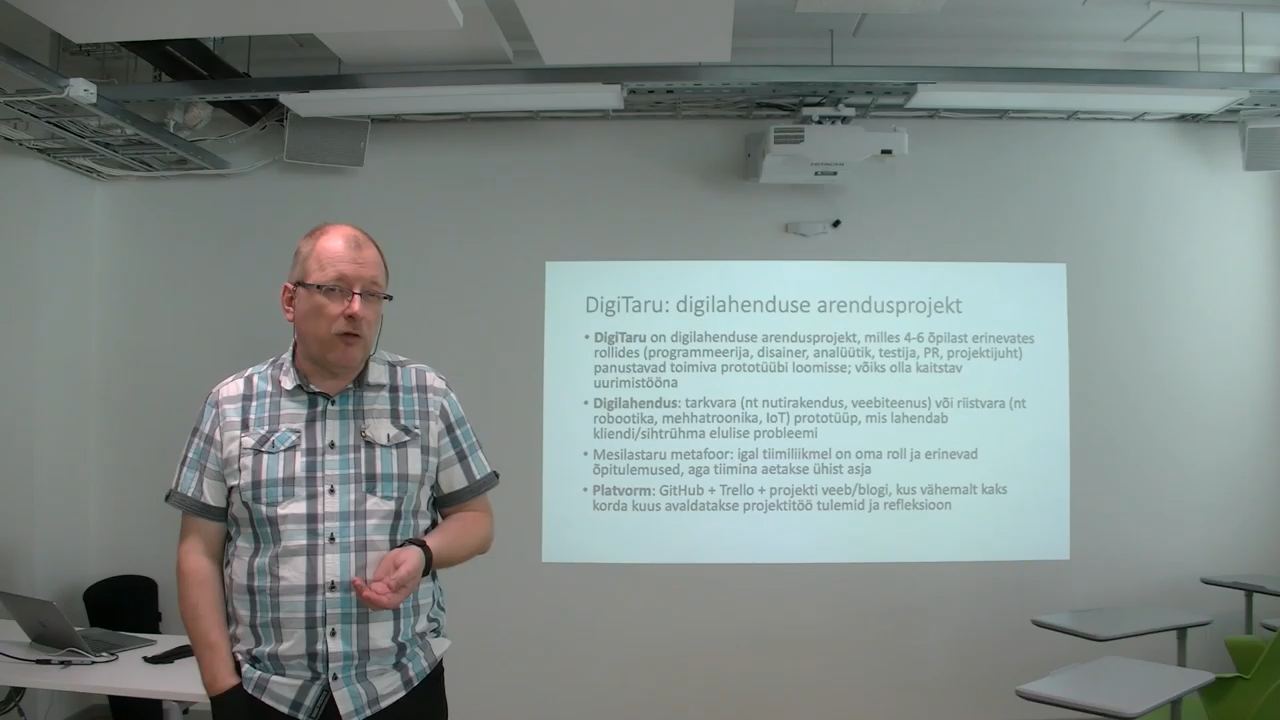 HITACHI
DigiTaru: digilahenduse arendusprojekt
• DigiTaru on digilahenduse arendusprojekt, milles 4-6 õpilast erinevates
rollides (programmeerija, disainer, analüütik, testija, PR, projektijuht)
panustavad toimiva prototüübi loomisse; võiks olla kaitstav
uurimistööna
• Digilahendus: tarkvara (nt nutirakendus, veebiteenus) või riistvara (nt
robootika, mehhatroonika, IoT) prototüüp, mis lahendab
kliendi/sihtrühma elulise probleemi
• Mesilastaru metafoor: igal tiimiliikmel on oma roll ja erinevad
õpitulemused, aga tiimina aetakse ühist asja
• Platvorm: GitHub + Trello + projekti veeb/blogi, kus vähemalt kaks
korda kuus avaldatakse projektitöö tulemid ja refleksioon